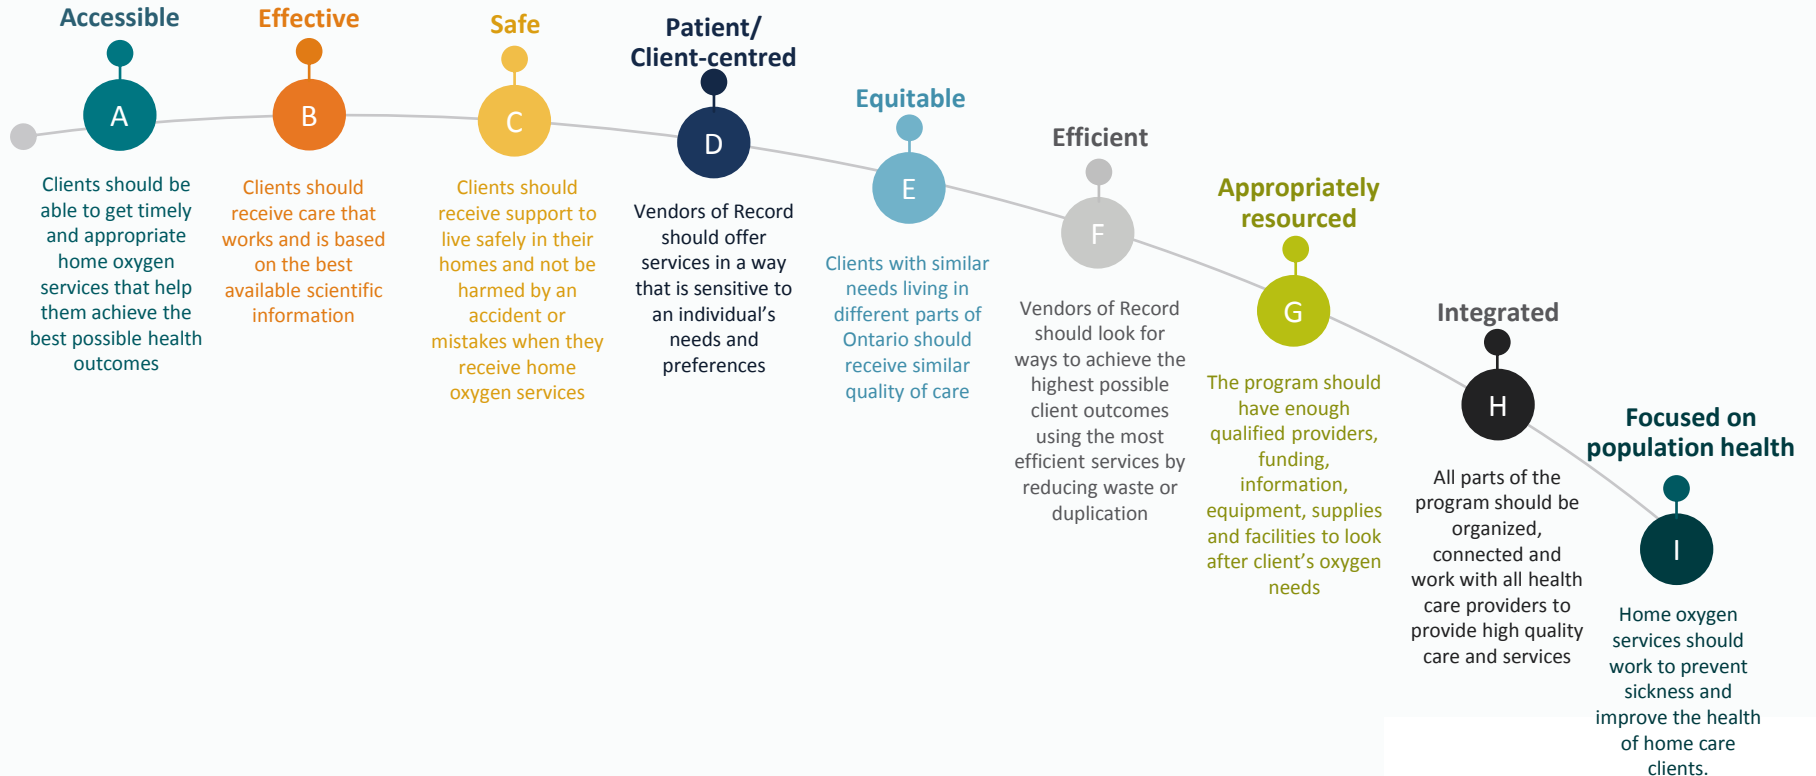 Accessible
A
Clients should be
able to get timely
and appropriate
home oxygen
services that help
them achieve the
best possible health
outcomes
Effective
B
Clients should
receive care that
works and is based
on the best
available scientific
information
Safe
C
Clients should
receive support to
live safely in their
homes and not be
harmed by an
accident or
mistakes when they
receive home
oxygen services
Patient/
Client-centred
D
Vendors of Record
should offer
services in a way
that is sensitive to
an individual’s
needs and
preferences
Equitable
E
Clients with similar
needs living in
different parts of
Ontario should
receive similar
quality of care
Efficient
F
Vendors of Record
should look for
ways to achieve the
highest possible
client outcomes
using the most
efficient services by
reducing waste or
duplication
Appropriately
resourced
G
The program should
have enough
qualified providers,
funding,
information,
equipment, supplies
and facilities to look
after client’s oxygen
needs
Integrated
H
All parts of the
program should be
organized,
connected and
work with all health
care providers to
provide high quality
care and services
Focused on
population health
I
Home oxygen
services should
work to prevent
sickness and
improve the health
of home care
clients.